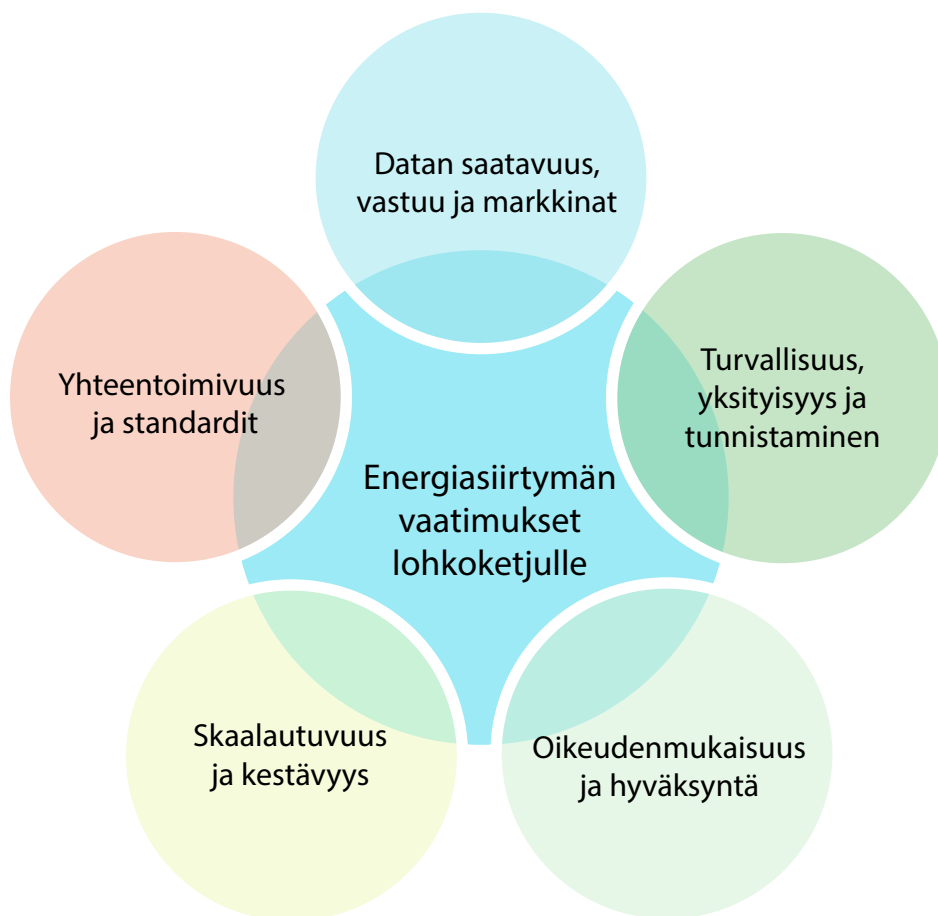 Datan saatavuus,
vastuu ja markkinat
Turvallisuus,
yksityisyys ja
tunnistaminen
Yhteentoimivuus
ja standardit
Energiasiirtymän
vaatimukset
lohkoketjulle
Skaalautuvuus
ja kestävyys
Oikeudenmukaisuus
ja hyväksyntä